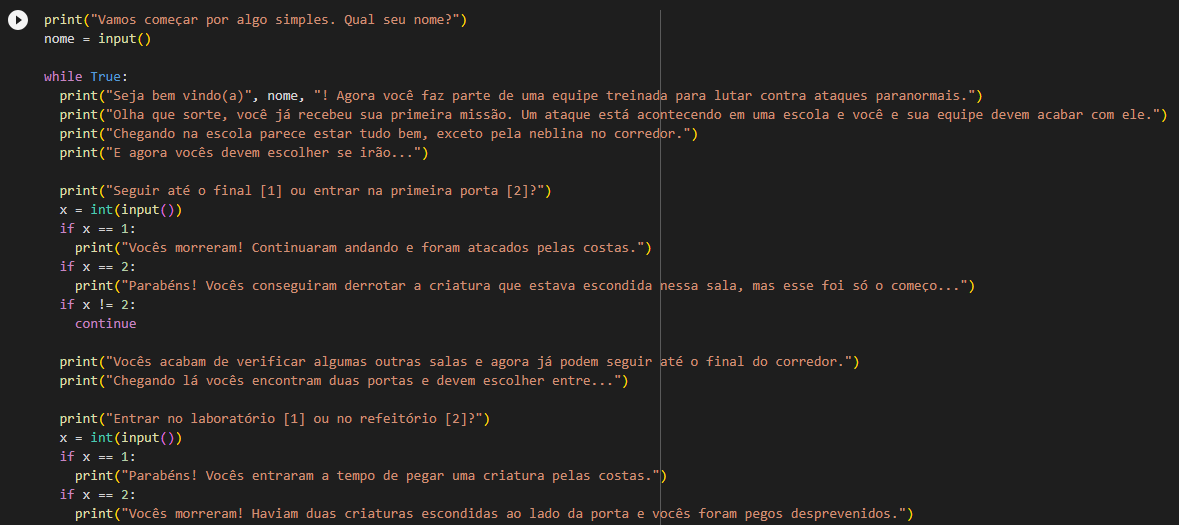 print("Vamos começar por algo simples. Qual seu nome?")
nome = input()
while True:
print("Seja bem vindo(a)", nome, "! Agora você faz parte de uma equipe treinada para lutar contra ataques paranormais.")
print("Olha que sorte, você já recebeu sua primeira missão. Um ataque está acontecendo em uma escola e você e sua equipe devem acabar com ele.")
print("Chegando na escola parece estar tudo bem, exceto pela neblina no corredor.")
print("E agora vocês devem escolher se irão...")
print("Seguir até o final [1] ou entrar na primeira porta [2]?")
x = int(input())
if x == 1:
print("Vocês morreram! Continuaram andando e foram atacados pelas costas.")
if x == 2:
print("Parabéns! Vocês conseguiram derrotar a criatura que estava escondida nessa sala, mas esse foi só o começo...")
if x != 2:
continue
print("Vocês acabam de verificar algumas outras salas e agora já podem seguir até o final do corredor.")
print("Chegando lá vocês encontram duas portas e devem escolher entre...")
print("Entrar no laboratório [1] ou no refeitório [2]?")
x = int(input())
if x == 1:
print("Parabéns! Vocês entraram a tempo de pegar uma criatura pelas costas.")
if x == 2:
print("Vocês morreram! Haviam duas criaturas escondidas ao lado da porta e vocês foram pegos desprevenidos.")